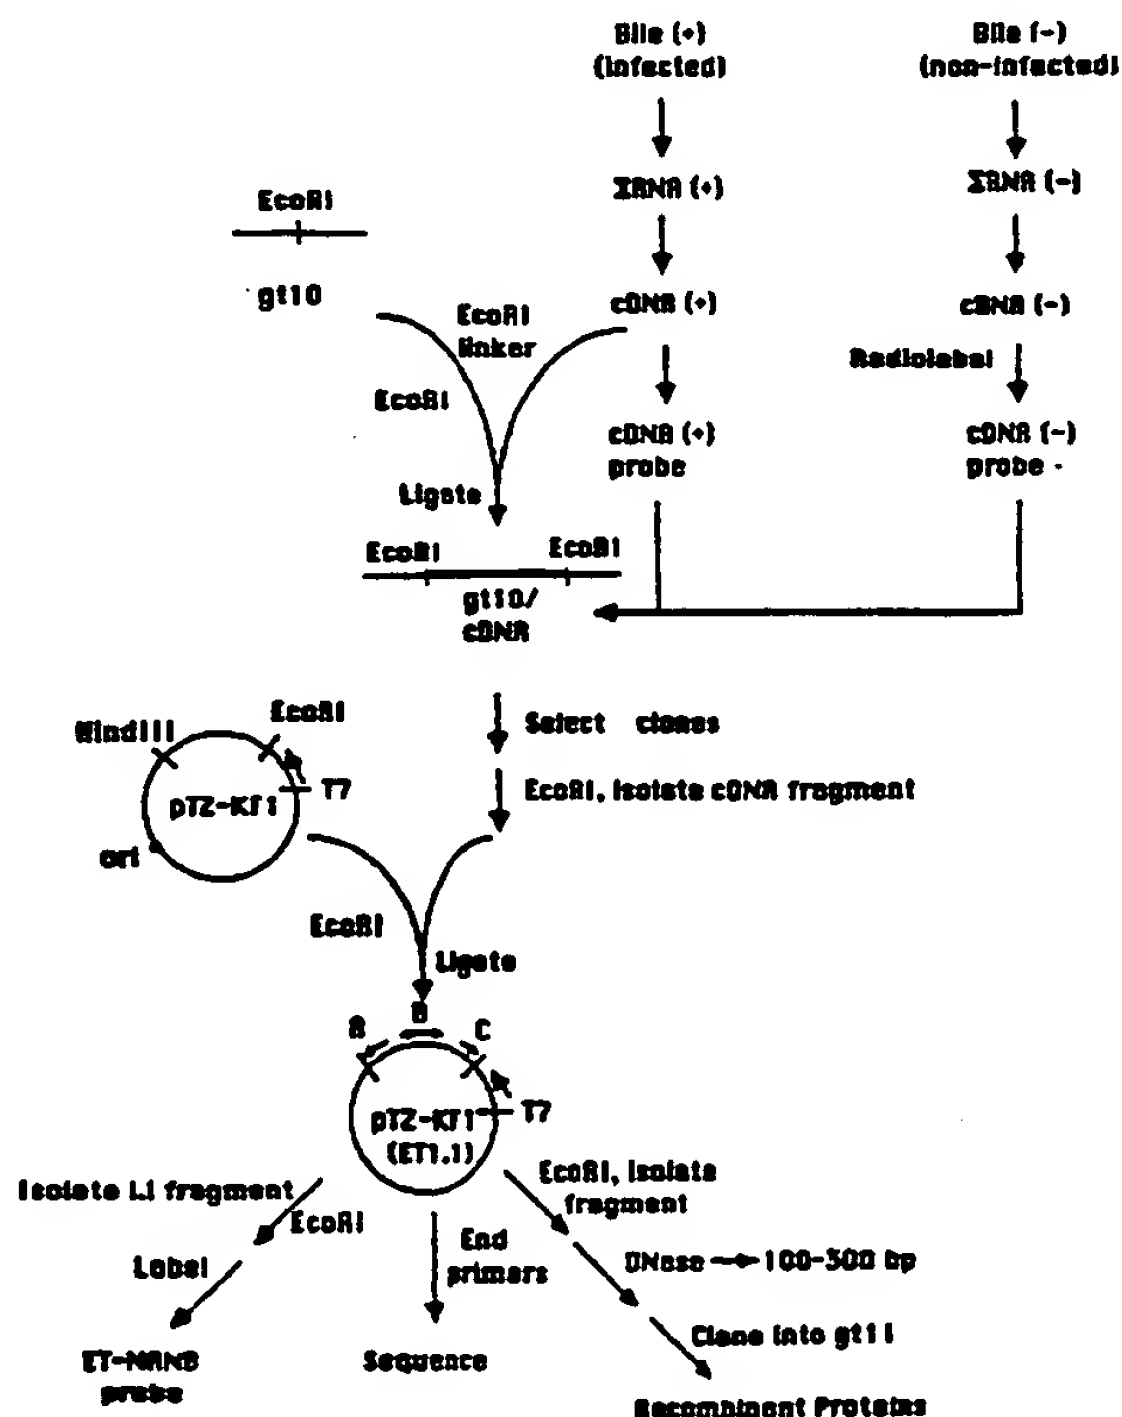 Bile (+)
(infected)
Bile (-)
(non-infected)
ΣRNA (+)
ΣRNA (-)
EcoRI
gt10
cDNA (+)
cDNA (-)
EcoRI
linker
Radiolabel
EcoRI
cDNA (+)
probe
cDNA (-)
probe
Ligate
EcoRI
EcoRI
gt10/
cDNA
HindIII
EcoRI
Select clones
pTZ-KF1
T7
EcoRI, isolate cDNA fragment
ori
EcoRI
Ligate
A
B
C
pTZ-KF1
(ET1.1)
T7
Isolate 1.1 fragment
EcoRI
EcoRI, isolate
fragment
Label
End
primers
DNase → 100-300 bp
Clone into gt11
ET-NANB
probe
Sequence
Recombinant Proteins